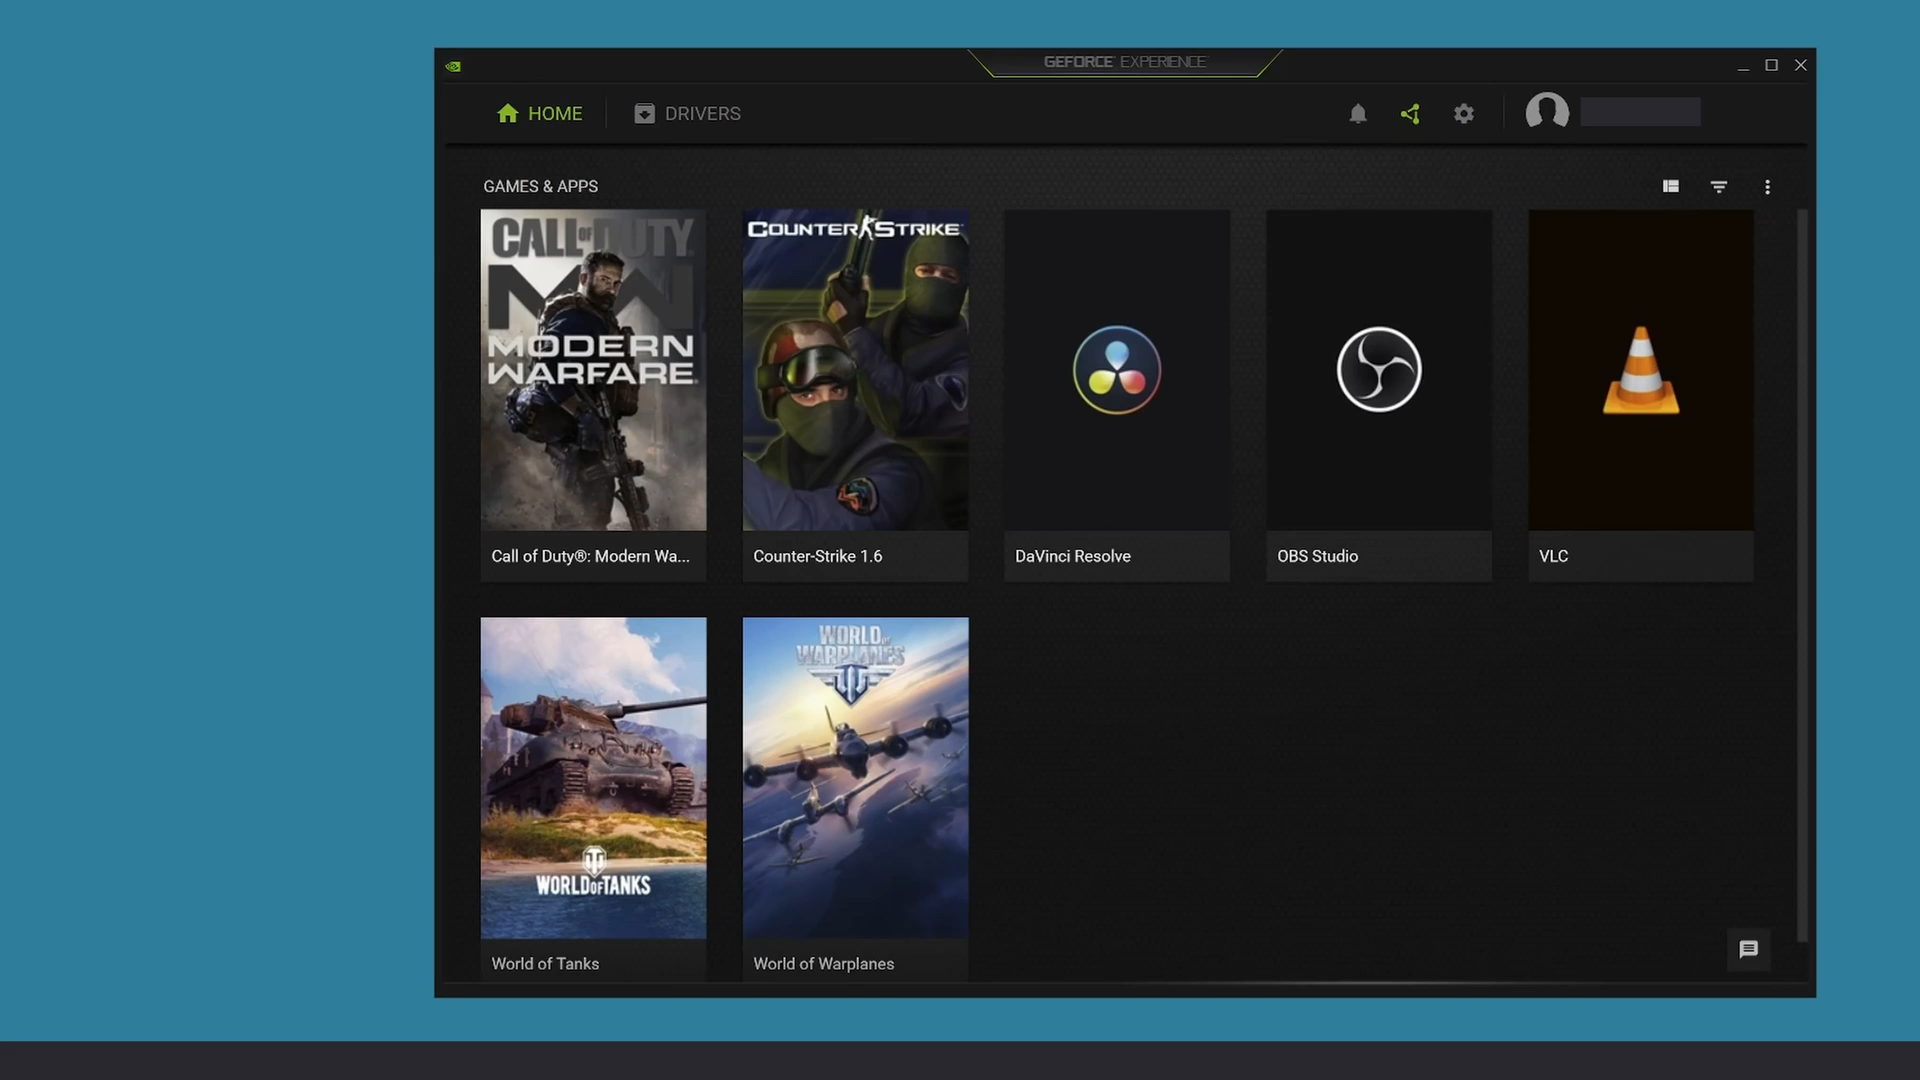 GEFORCE EXPERIENCE
HOME
DRIVERS
GAMES & APPS
CALL OF DUTY
MW
MODERN
WARFARE
COUNTER STRIKE
Call of Duty®: Modern Wa...
Counter-Strike 1.6
DaVinci Resolve
OBS Studio
VLC
WORLD OF TANKS
WORLD OF
WARPLANES
World of Tanks
World of Warplanes